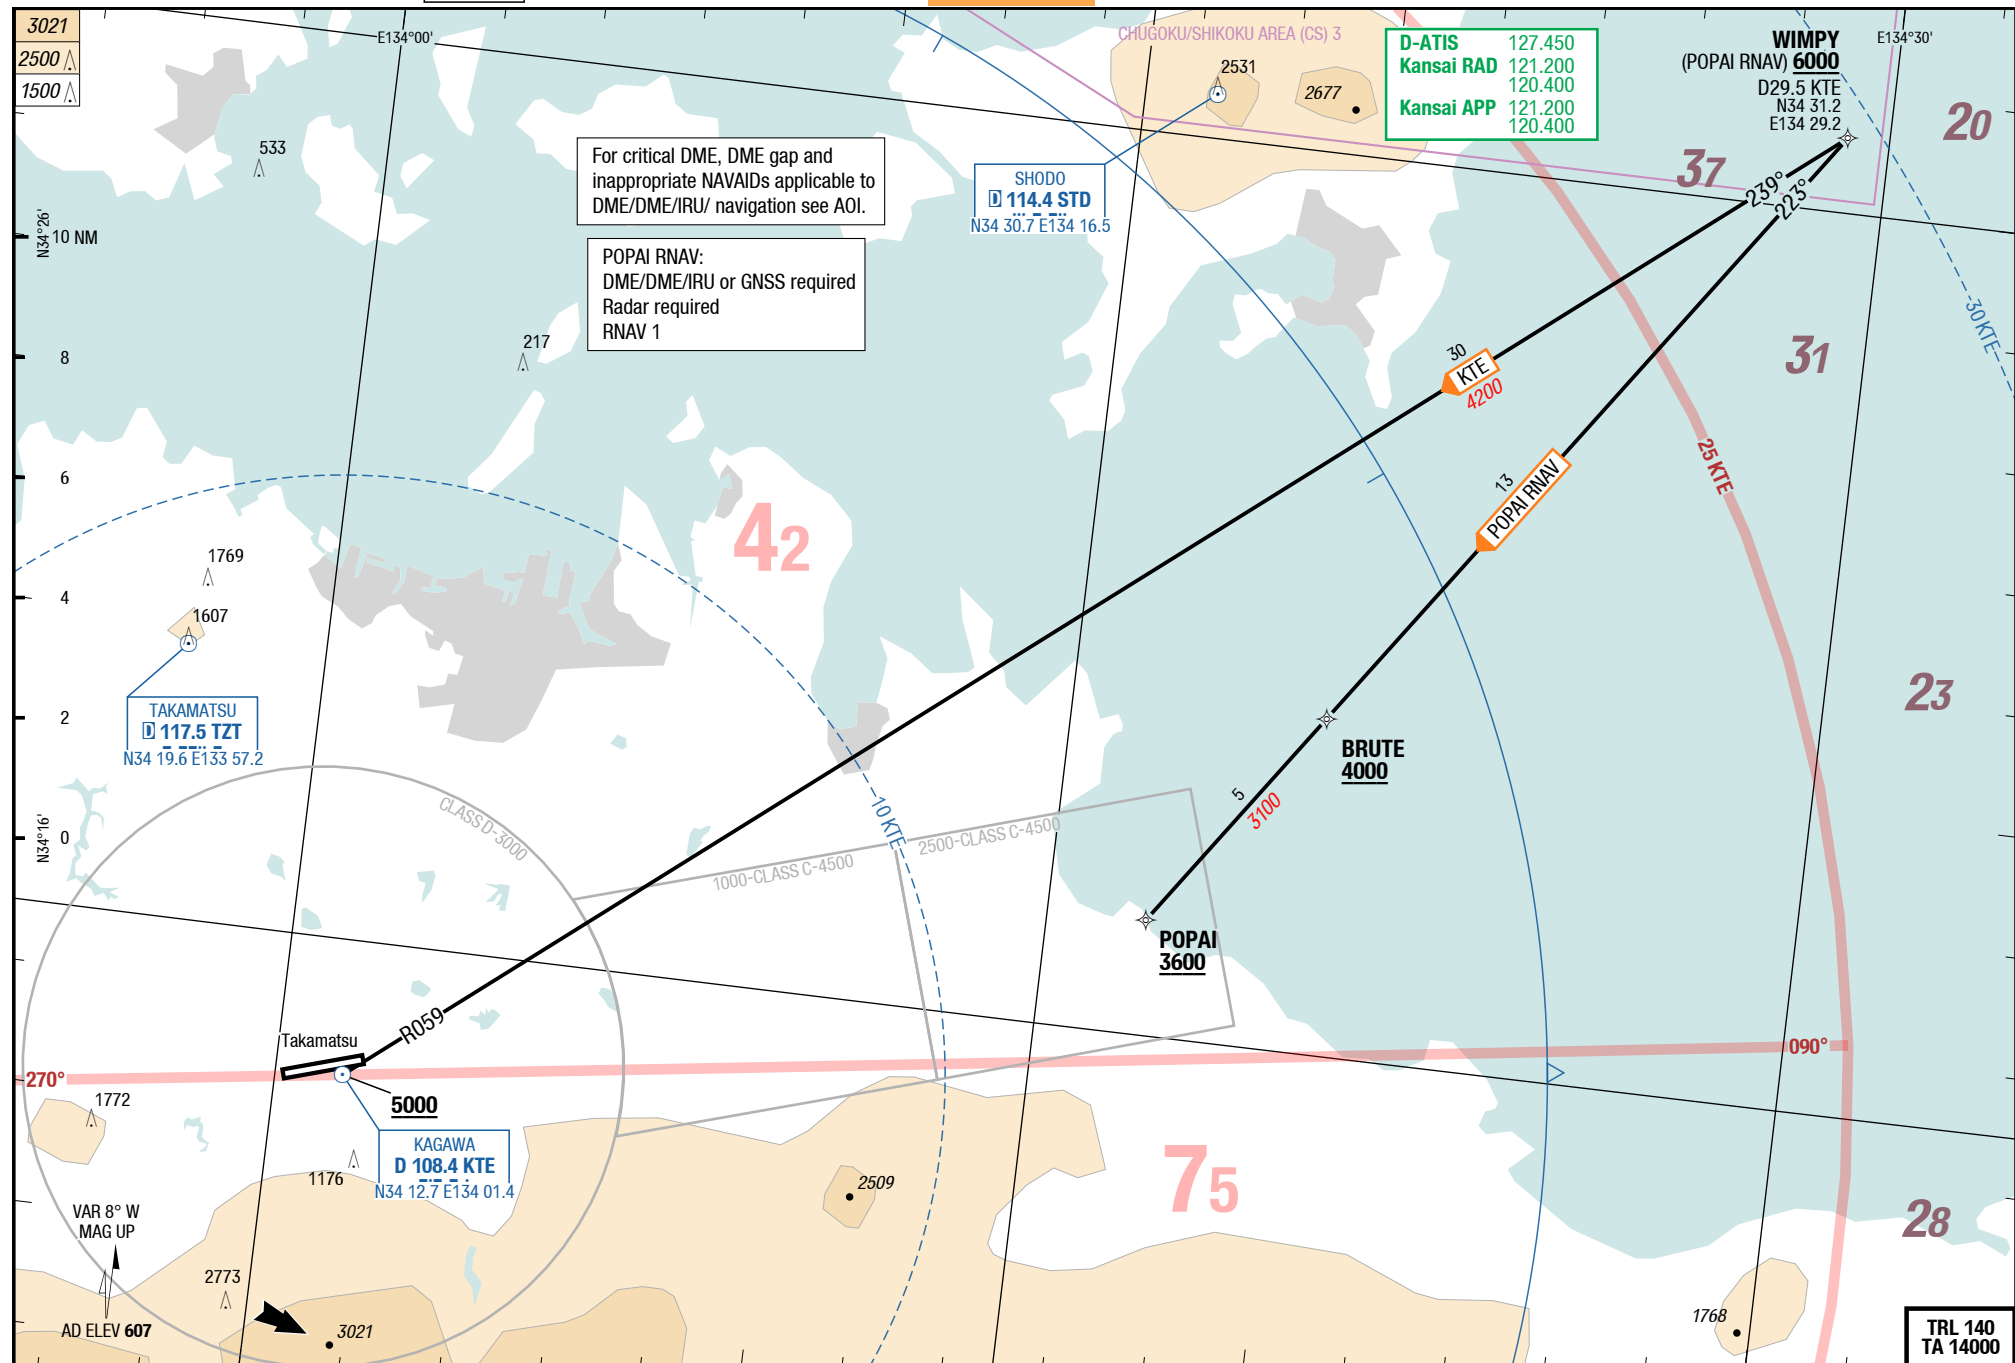 3021
2500
1500
E134°00'
CHUGOKU/SHIKOKU AREA (CS) 3
D-ATIS 127.450
Kansai RAD 121.200
120.400
Kansai APP 121.200
120.400
WIMPY
(POPAI RNAV) 6000
D29.5 KTE
N34 31.2
E134 29.2
E134°30'
20
37
2531
2677
533
For critical DME, DME gap and
inappropriate NAVAIDs applicable to
DME/DME/IRU/ navigation see AOI.
SHODO
D 114.4 STD
N34 30.7 E134 16.5
239°
223°
N34°26'
10 NM
POPAI RNAV:
DME/DME/IRU or GNSS required
Radar required
RNAV 1
30 KTE
217
8
31
30
KTE
4200
25 KTE
6
13
POPAI RNAV
42
1769
4
1607
TAKAMATSU
D 117.5 TZT
N34 19.6 E133 57.2
2
23
BRUTE
4000
5
3100
CLASS D-3000
10 KTE
N34°16'
0
1000-CLASS C-4500
2500-CLASS C-4500
POPAI
3600
R059
Takamatsu
270°
090°
5000
1772
KAGAWA
D 108.4 KTE
N34 12.7 E134 01.4
1176
2509
75
28
VAR 8° W
MAG UP
2773
AD ELEV 607
3021
1768
TRL 140
TA 14000